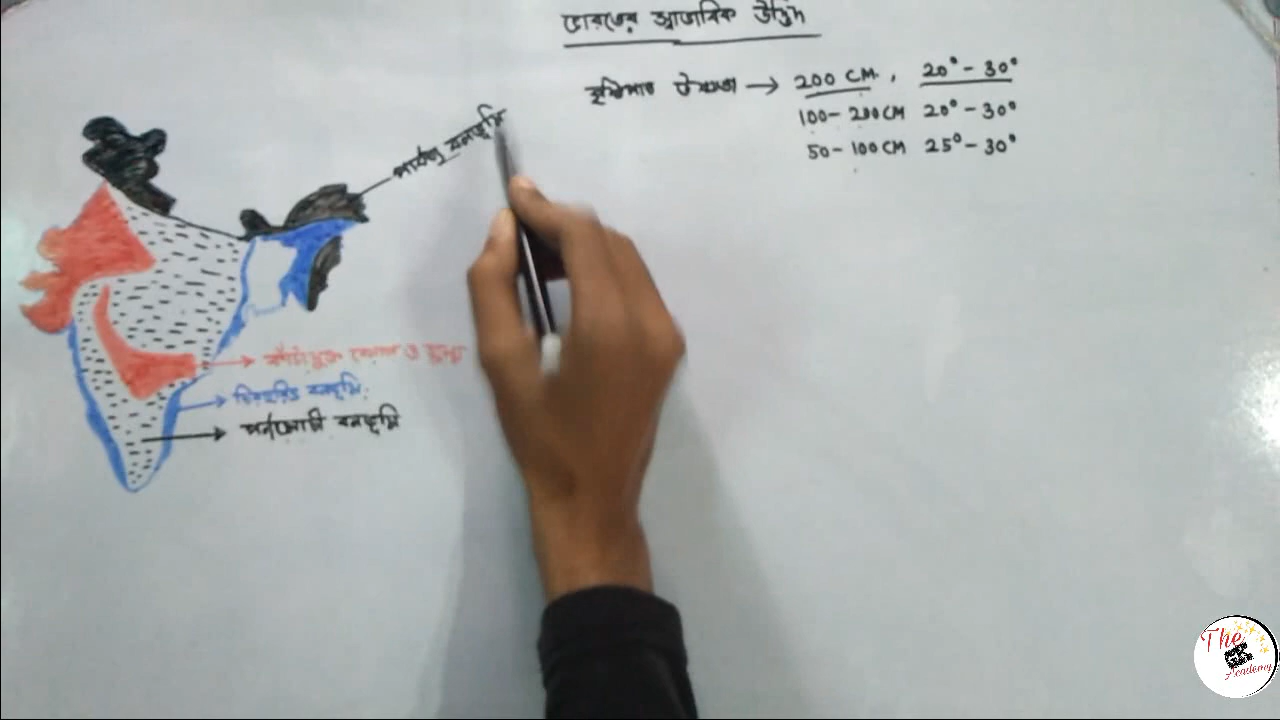 ভারতের স্বাভাবিক উদ্ভিদ
বৃষ্টিপাত উষ্ণতা → 200 CM, 20° - 30°
100 - 200 CM 20° - 30°
50 - 100 CM 25° - 30°
পার্বত্য বনভূমি
কাঁটাযুক্ত ঝোপ ও গুল্ম
চিরহরিৎ বনভূমি
পর্নমোচী বনভূমি
The
Academy